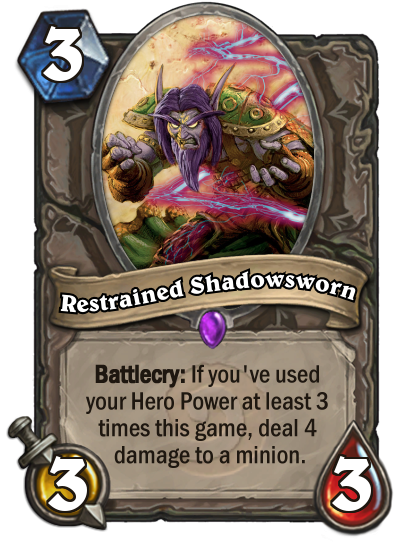 3
Restrained Shadowsworn
Battlecry: If you've used
your Hero Power at least 3
times this game, deal 4
damage to a minion.
3
3